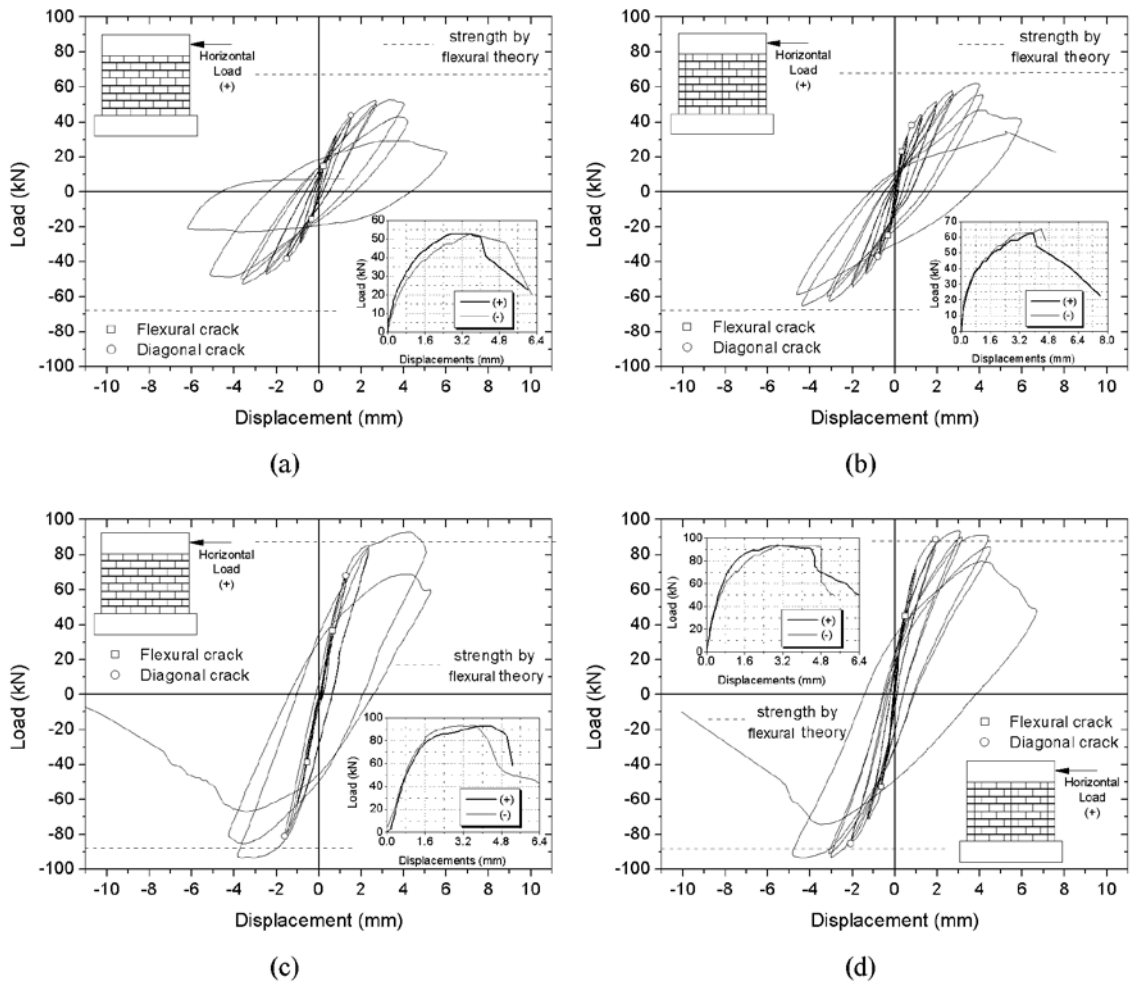 100
80
60
40
20
0
-20
-40
-60
-80
-100
Load (kN)
Horizontal
Load
(+)
strength by
flexural theory
Flexural crack
Diagonal crack
60
50
40
30
20
10
0
Load (kN)
(+)
(-)
0.0 1.6 3.2 4.8 6.4
Displacements (mm)
-10 -8 -6 -4 -2 0 2 4 6 8 10
Displacement (mm)
(a)
100
80
60
40
20
0
-20
-40
-60
-80
-100
Load (kN)
Horizontal
Load
(+)
strength by
flexural theory
Flexural crack
Diagonal crack
70
60
50
40
30
20
10
0
Load (kN)
(+)
(-)
0.0 1.6 3.2 4.8 6.4 8.0
Displacements (mm)
-10 -8 -6 -4 -2 0 2 4 6 8 10
Displacement (mm)
(b)
100
80
60
40
20
0
-20
-40
-60
-80
-100
Load (kN)
Horizontal
Load
(+)
Flexural crack
Diagonal crack
strength by
flexural theory
100
80
60
40
20
0
Load (kN)
(+)
(-)
0.0 1.6 3.2 4.8 6.4
Displacements (mm)
-10 -8 -6 -4 -2 0 2 4 6 8 10
Displacement (mm)
(c)
100
80
60
40
20
0
-20
-40
-60
-80
-100
Load (kN)
100
80
60
40
20
0
Load (kN)
(+)
(-)
0.0 1.6 3.2 4.8 6.4
Displacements (mm)
strength by
flexural theory
Flexural crack
Diagonal crack
Horizontal
Load
(+)
-10 -8 -6 -4 -2 0 2 4 6 8 10
Displacement (mm)
(d)